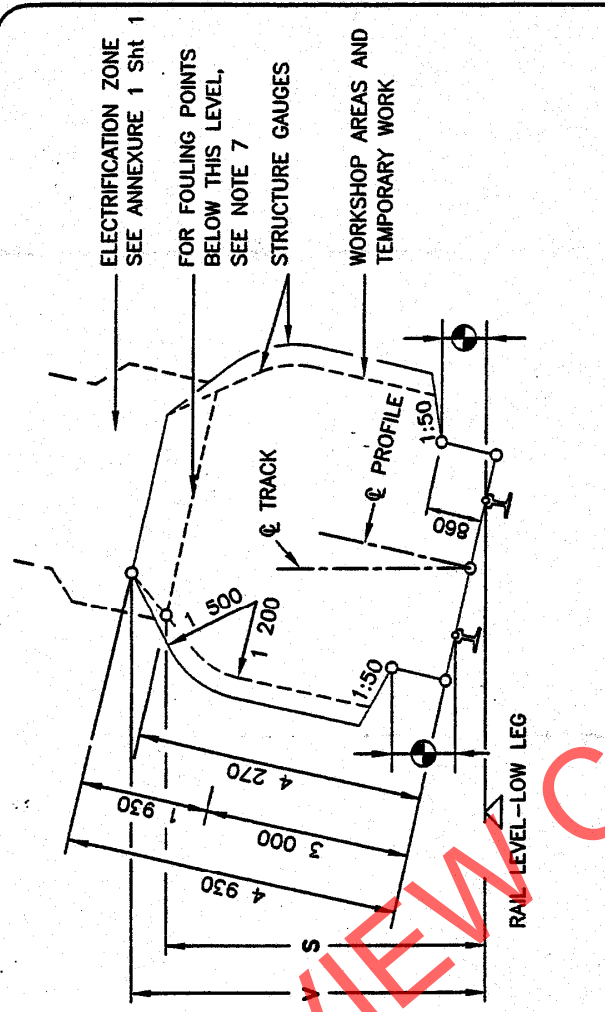 ELECTRIFICATION ZONE
SEE ANNEXURE 1 Sht 1
FOR FOULING POINTS
BELOW THIS LEVEL,
SEE NOTE 7
STRUCTURE GAUGES
WORKSHOP AREAS AND
TEMPORARY WORK
℄ TRACK
℄ PROFILE
1 500
1 200
1:50
1:50
860
4 270
1 930
3 000
4 930
S
V
RAIL LEVEL-LOW LEG
VIEW C